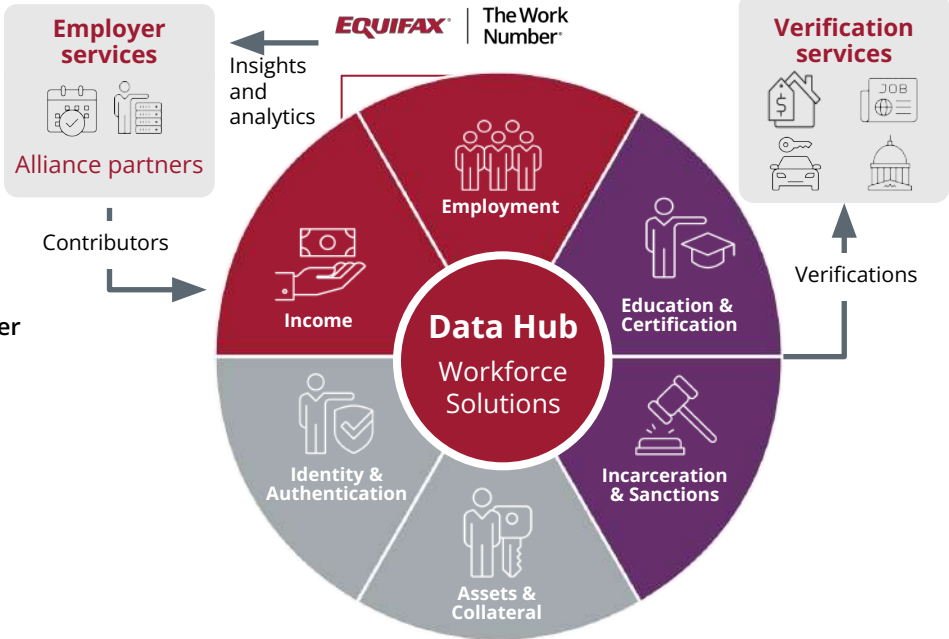 Employer
services
Alliance partners
EQUIFAX® | The Work
Number®
Insights
and
analytics
Verification
services
JOB
Contributors
Verifications
Employment
Income
Education &
Certification
Data Hub
Workforce
Solutions
Identity &
Authentication
Incarceration
& Sanctions
Assets &
Collateral
er